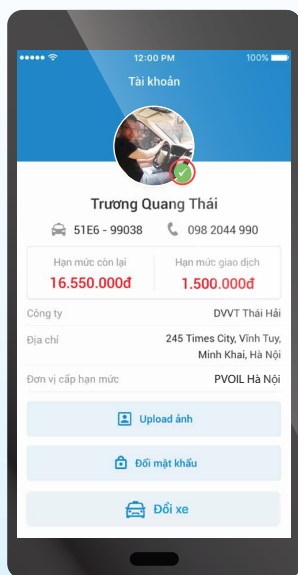 12:00 PM
100%
Tài khoản
Trương Quang Thái
51E6 - 99038 098 2044 990
Hạn mức còn lại Hạn mức giao dịch
16.550.000đ 1.500.000đ
Công ty DVVT Thái Hải
Địa chỉ 245 Times City, Vĩnh Tuy,
Minh Khai, Hà Nội
Đơn vị cấp hạn mức PVOIL Hà Nội
Upload ảnh
Đổi mật khẩu
Đổi xe